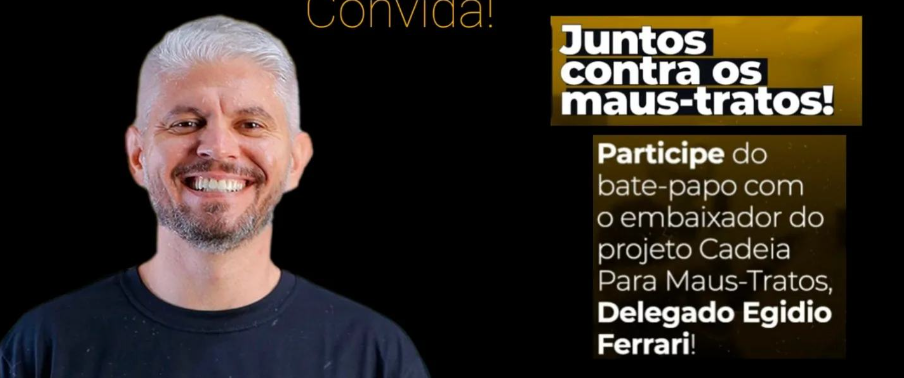 Convida!
Juntos
contra os
maus-tratos!
Participe do
bate-papo com
o embaixador do
projeto Cadeia
Para Maus-Tratos,
Delegado Egidio
Ferrari!